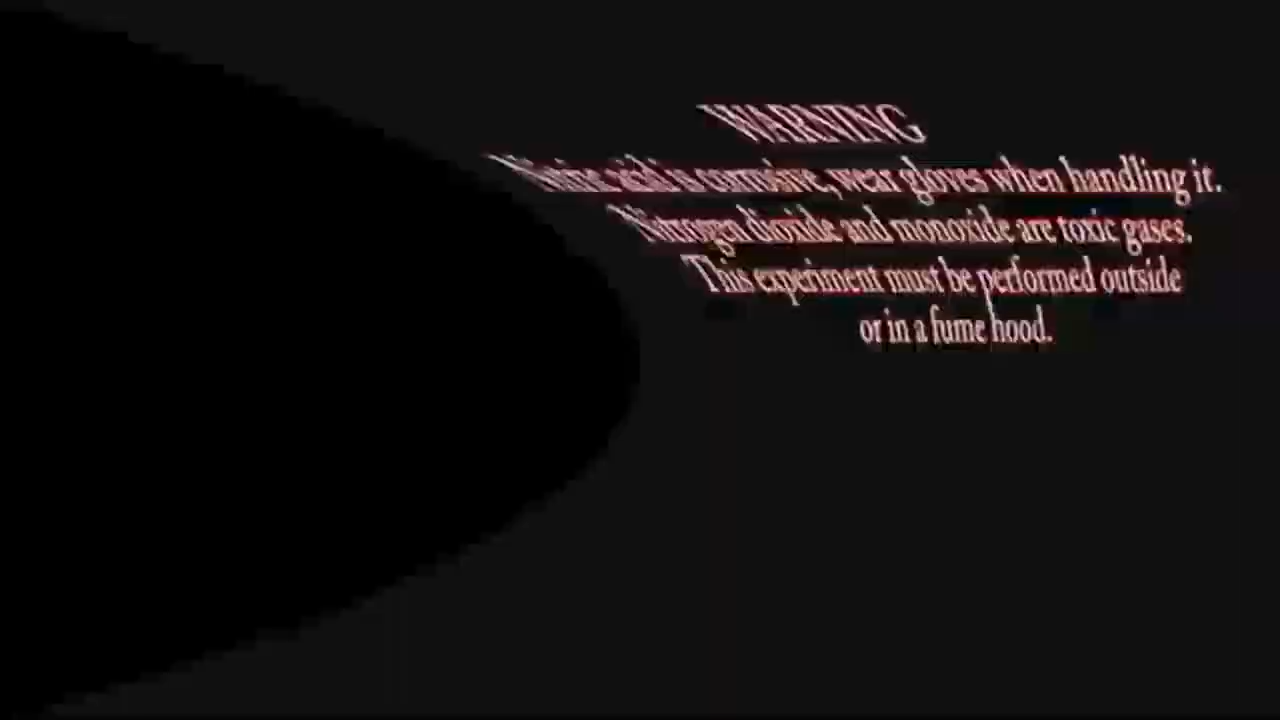 WARNING
Nitric acid is corrosive, wear gloves when handling it.
Nitrogen dioxide and monoxide are toxic gases.
This experiment must be performed outside
or in a fume hood.